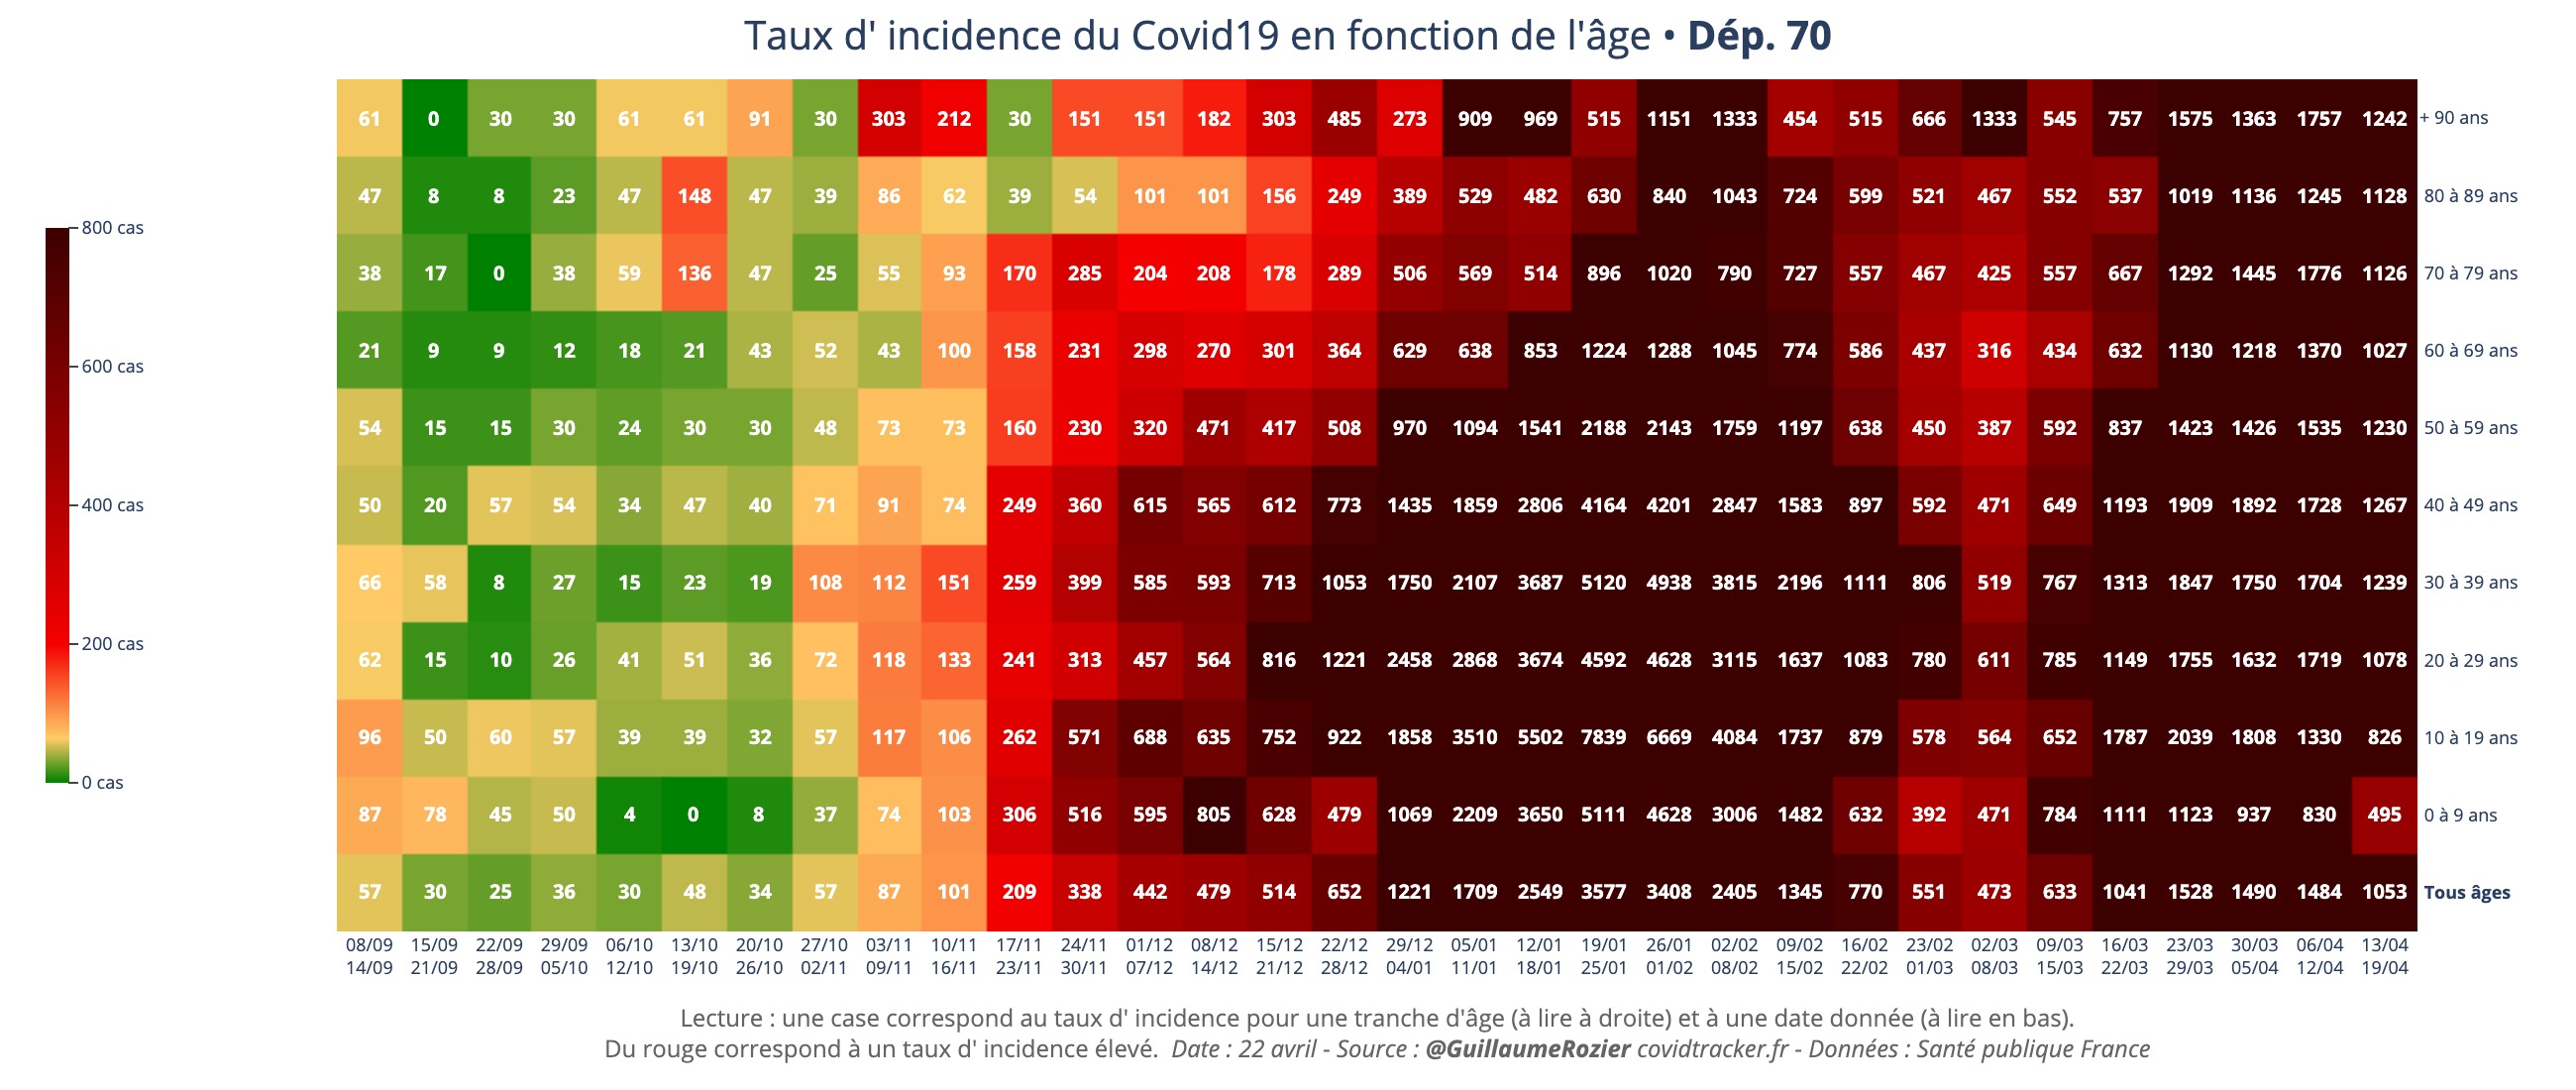 Taux d' incidence du Covid19 en fonction de l'âge • Dép. 70
800 cas
600 cas
400 cas
200 cas
0 cas
61 0 30 30 61 61 91 30 303 212 30 151 151 182 303 485 273 909 969 515 1151 1333 454 515 666 1333 545 757 1575 1363 1757 1242 + 90 ans
47 8 8 23 47 148 47 39 86 62 39 54 101 101 156 249 389 529 482 630 840 1043 724 599 521 467 552 537 1019 1136 1245 1128 80 à 89 ans
38 17 0 38 59 136 47 25 55 93 170 285 204 208 178 289 506 569 514 896 1020 790 727 557 467 425 557 667 1292 1445 1776 1126 70 à 79 ans
21 9 9 12 18 21 43 52 43 100 158 231 298 270 301 364 629 638 853 1224 1288 1045 774 586 437 316 434 632 1130 1218 1370 1027 60 à 69 ans
54 15 15 30 24 30 30 48 73 73 160 230 320 471 417 508 970 1094 1541 2188 2143 1759 1197 638 450 387 592 837 1423 1426 1535 1230 50 à 59 ans
50 20 57 54 34 47 40 71 91 74 249 360 615 565 612 773 1435 1859 2806 4164 4201 2847 1583 897 592 471 649 1193 1909 1892 1728 1267 40 à 49 ans
66 58 8 27 15 23 19 108 112 151 259 399 585 593 713 1053 1750 2107 3687 5120 4938 3815 2196 1111 806 519 767 1313 1847 1750 1704 1239 30 à 39 ans
62 15 10 26 41 51 36 72 118 133 241 313 457 564 816 1221 2458 2868 3674 4592 4628 3115 1637 1083 780 611 785 1149 1755 1632 1719 1078 20 à 29 ans
96 50 60 57 39 39 32 57 117 106 262 571 688 635 752 922 1858 3510 5502 7839 6669 4084 1737 879 578 564 652 1787 2039 1808 1330 826 10 à 19 ans
87 78 45 50 4 0 8 37 74 103 306 516 595 805 628 479 1069 2209 3650 5111 4628 3006 1482 632 392 471 784 1111 1123 937 830 495 0 à 9 ans
57 30 25 36 30 48 34 57 87 101 209 338 442 479 514 652 1221 1709 2549 3577 3408 2405 1345 770 551 473 633 1041 1528 1490 1484 1053 Tous âges
08/09 15/09 22/09 29/09 06/10 13/10 20/10 27/10 03/11 10/11 17/11 24/11 01/12 08/12 15/12 22/12 29/12 05/01 12/01 19/01 26/01 02/02 09/02 16/02 23/02 02/03 09/03 16/03 23/03 30/03 06/04 13/04
14/09 21/09 28/09 05/10 12/10 19/10 26/10 02/11 09/11 16/11 23/11 30/11 07/12 14/12 21/12 28/12 04/01 11/01 18/01 25/01 01/02 08/02 15/02 22/02 01/03 08/03 15/03 22/03 29/03 05/04 12/04 19/04
Lecture : une case correspond au taux d' incidence pour une tranche d'âge (à lire à droite) et à une date donnée (à lire en bas).
Du rouge correspond à un taux d' incidence élevé. Date : 22 avril - Source : @GuillaumeRozier covidtracker.fr - Données : Santé publique France